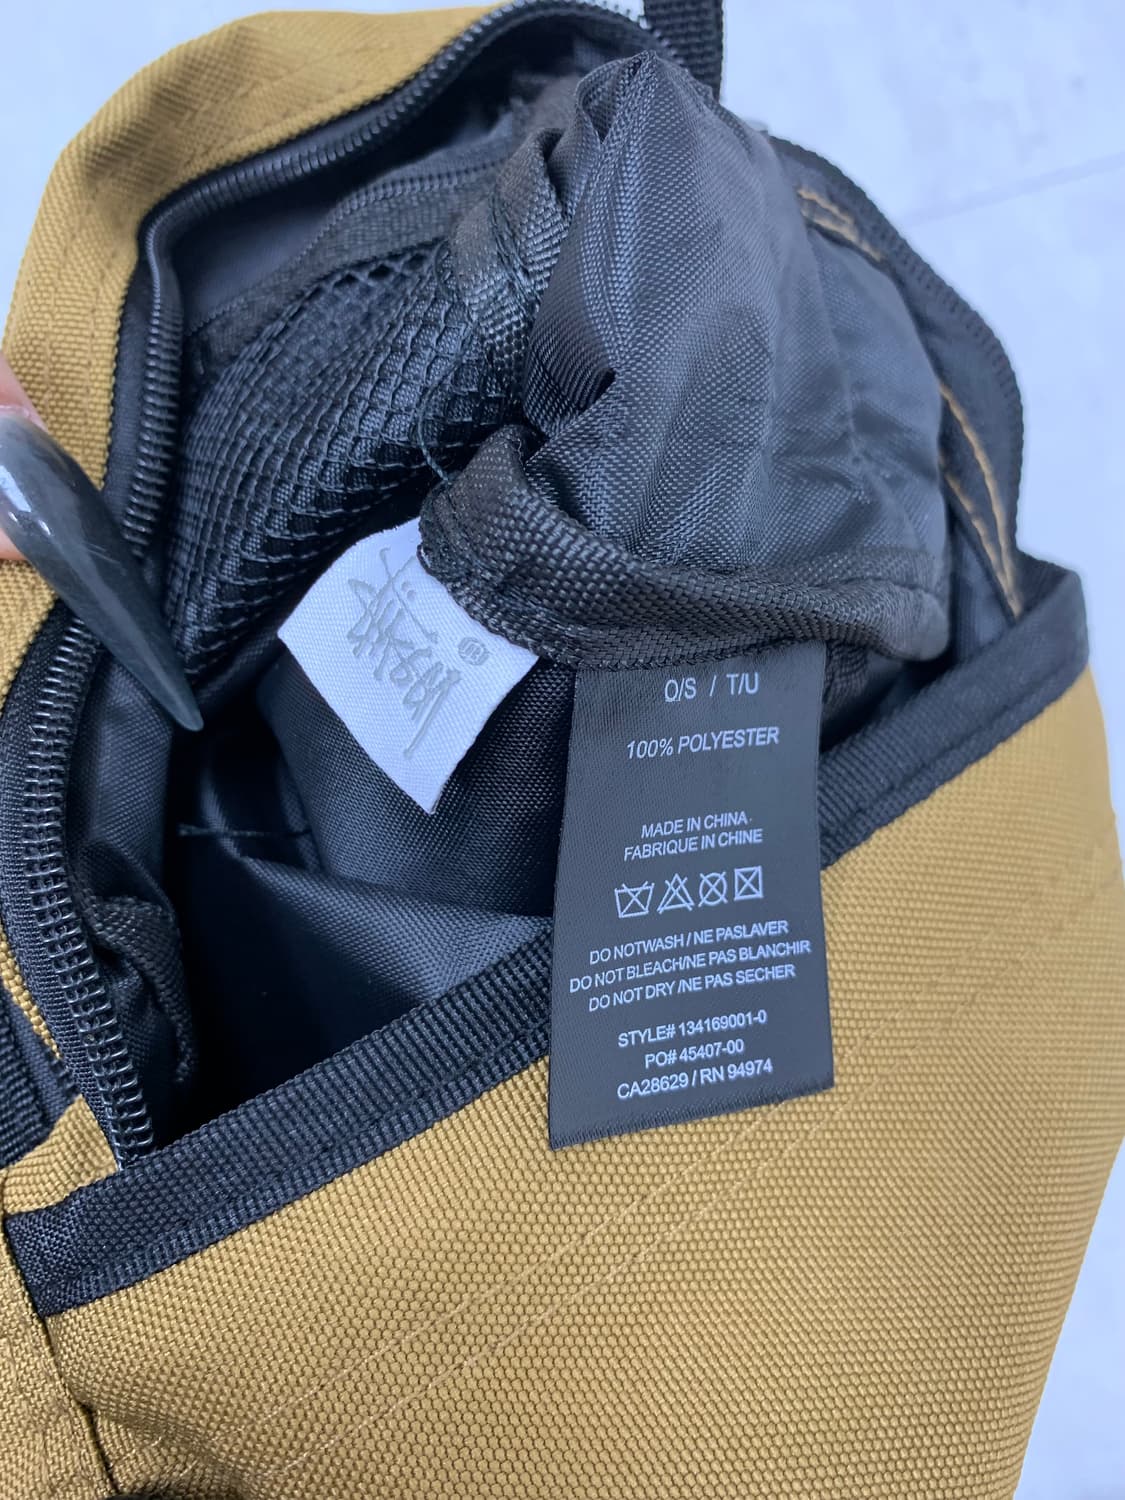 Stüssy ®
O/S / T/U
100% POLYESTER
MADE IN CHINA
FABRIQUE IN CHINE
DO NOTWASH / NE PASLAVER
DO NOT BLEACH/NE PAS BLANCHIR
DO NOT DRY /NE PAS SECHER
STYLE# 134169001-0
PO# 45407-00
CA28629 / RN 94974